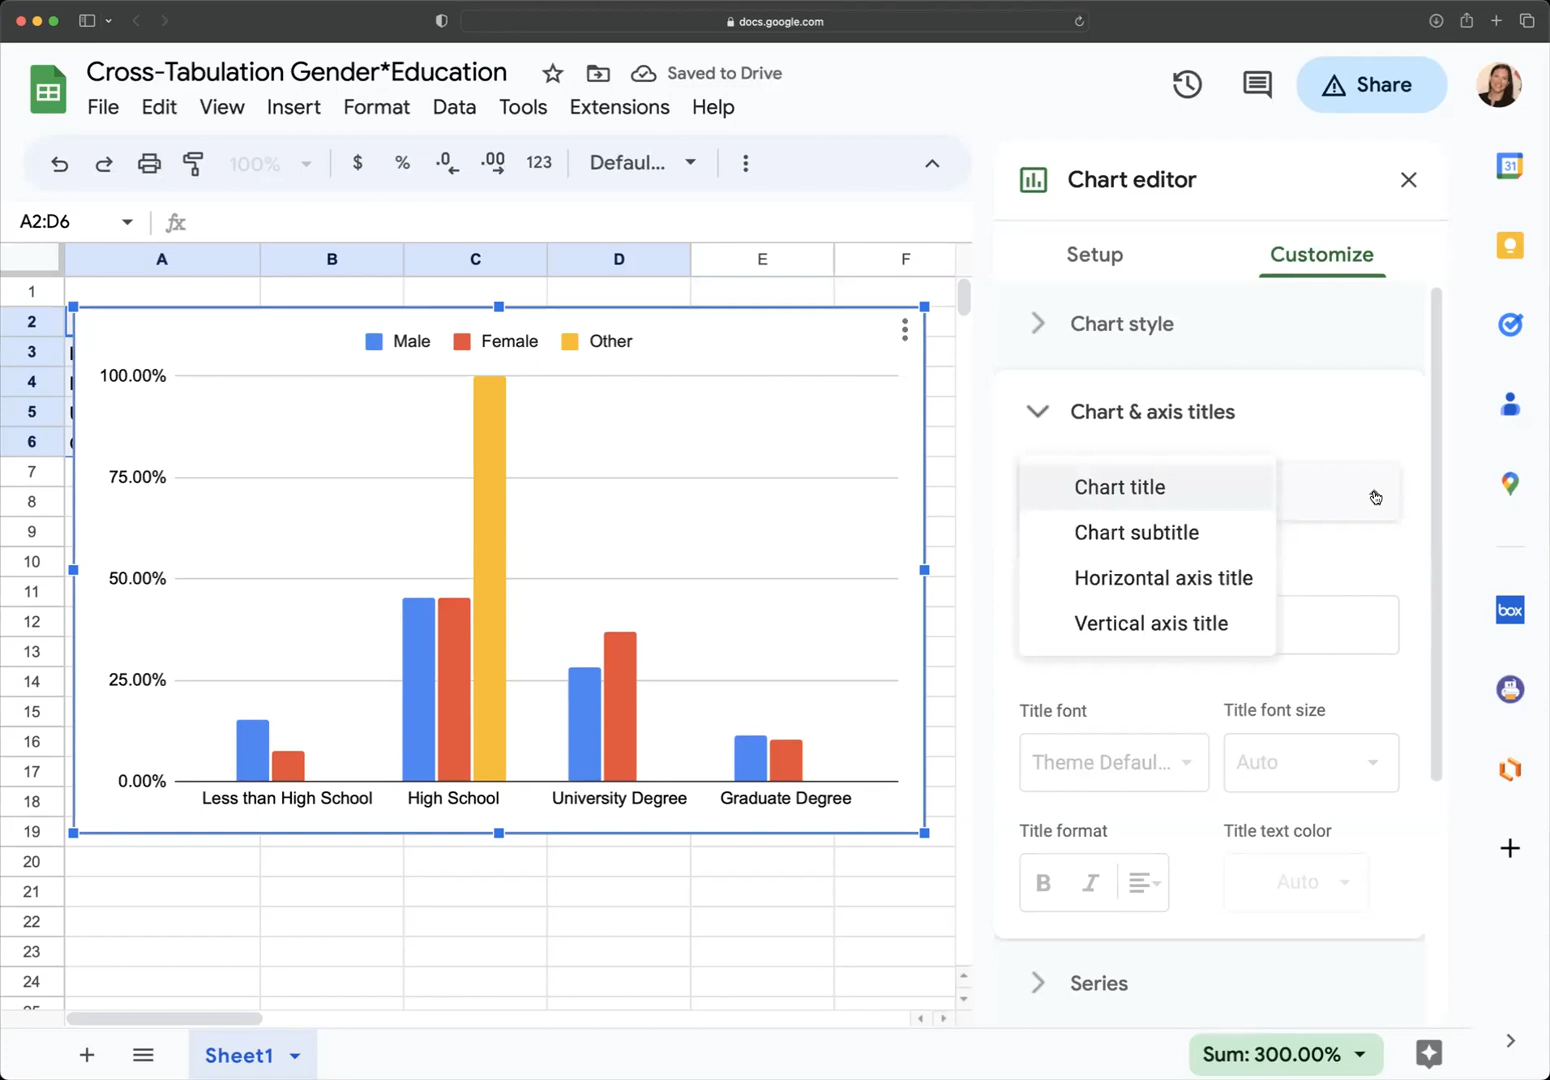 docs.google.com
Cross-Tabulation Gender*Education
Saved to Drive
Share
File Edit View Insert Format Data Tools Extensions Help
100% $ % .0 .00 123 Defaul...
Chart editor
31
A2:D6 fx
Setup Customize
A B C D E F
1
2
3
4
5
6
7
8
9
10
11
12
13
14
15
16
17
18
19
20
21
22
23
24
Male Female Other
100.00%
75.00%
50.00%
25.00%
0.00%
Less than High School High School University Degree Graduate Degree
Chart style
Chart & axis titles
Chart title
Chart subtitle
Horizontal axis title
Vertical axis title
Title font Title font size
Theme Defaul... Auto
Title format Title text color
B I Auto
Series
box
Sheet1
Sum: 300.00%